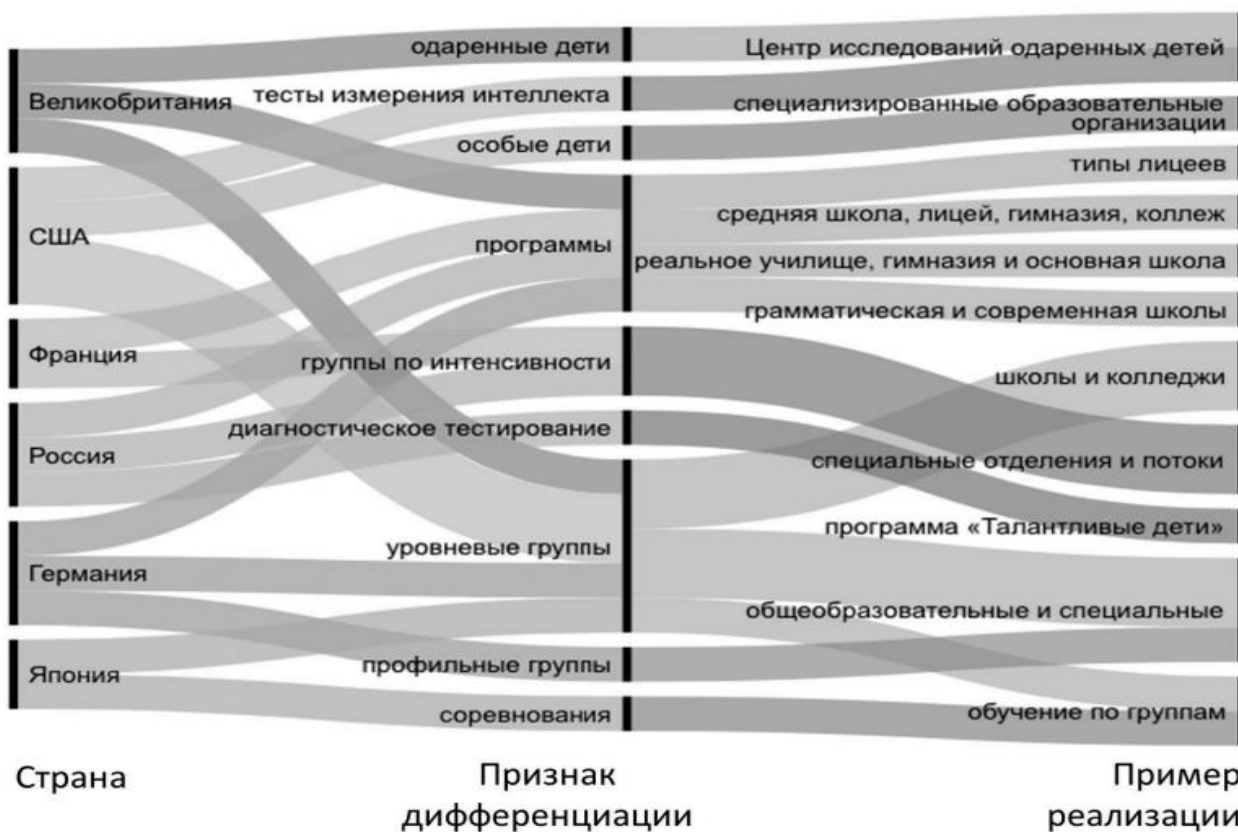 Великобритания
США
Франция
Россия
Германия
Япония
одаренные дети
тесты измерения интеллекта
особые дети
программы
группы по интенсивности
диагностическое тестирование
уровневые группы
профильные группы
соревнования
Центр исследований одаренных детей
специализированные образовательные
организации
типы лицеев
средняя школа, лицей, гимназия, коллеж
реальное училище, гимназия и основная школа
грамматическая и современная школы
школы и колледжи
специальные отделения и потоки
программа «Талантливые дети»
общеобразовательные и специальные
обучение по группам
Страна
Признак
дифференциации
Пример
реализации